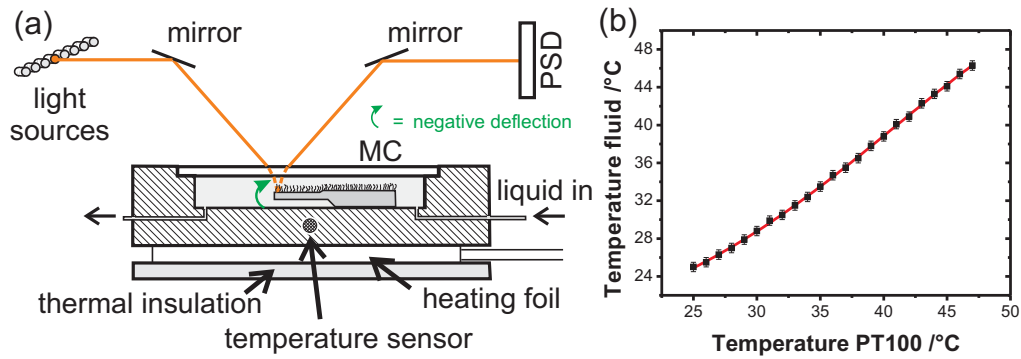 (a)
mirror
mirror
PSD
light
sources
= negative deflection
MC
liquid in
thermal insulation
heating foil
temperature sensor
(b)
Temperature fluid /°C
48
44
40
36
32
28
24
25
30
35
40
45
50
Temperature PT100 /°C